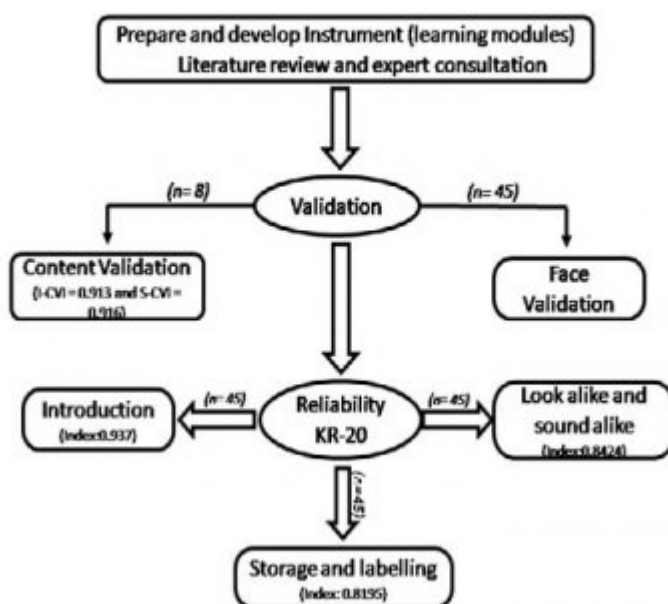 Prepare and develop Instrument (learning modules)
Literature review and expert consultation
(n= 8)
(n= 45)
Validation
Content Validation
(I-CVI = 0.913 and S-CVI =
0.916)
Face
Validation
(n= 45)
(n= 45)
Introduction
(Index:0.937)
Reliability
KR-20
Look alike and
sound alike
(Index:0.8424)
(n=45)
Storage and labelling
(Index: 0.8195)